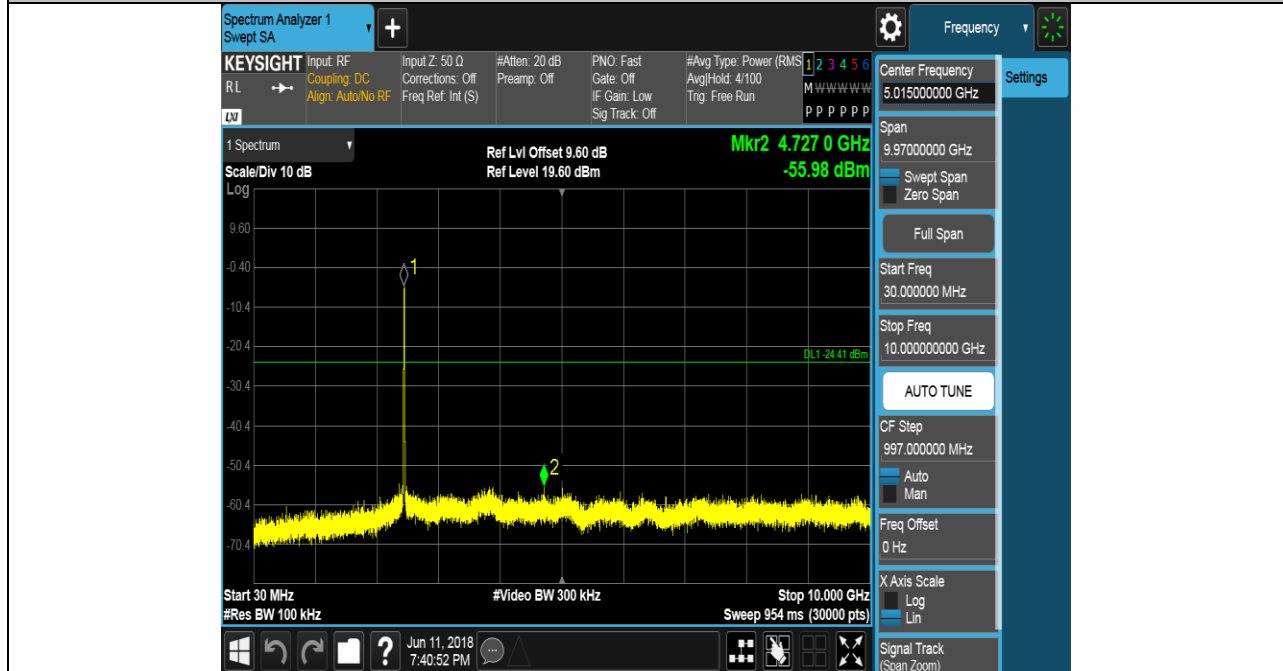 Spectrum Analyzer 1
Swept SA
Frequency
KEYSIGHT
RL
LXI
Input: RF
Coupling: DC
Align: Auto/No RF
Input Z: 50 Ω
Corrections: Off
Freq Ref: Int (S)
#Atten: 20 dB
Preamp: Off
PNO: Fast
Gate: Off
IF Gain: Low
Sig Track: Off
#Avg Type: Power (RMS
Avg|Hold: 4/100
Trig: Free Run
1 2 3 4 5 6
M W W W W W
P P P P P P
1 Spectrum
Scale/Div 10 dB
Log
Ref Lvl Offset 9.60 dB
Ref Level 19.60 dBm
Mkr2 4.727 0 GHz
-55.98 dBm
9.60
-0.40
-10.4
-20.4
-30.4
-40.4
-50.4
-60.4
-70.4
1
DL1 -24.41 dBm
2
Start 30 MHz
#Res BW 100 kHz
#Video BW 300 kHz
Stop 10.000 GHz
Sweep 954 ms (30000 pts)
?
Jun 11, 2018
7:40:52 PM
Center Frequency
5.015000000 GHz
Span
9.97000000 GHz
Swept Span
Zero Span
Full Span
Start Freq
30.000000 MHz
Stop Freq
10.000000000 GHz
AUTO TUNE
CF Step
997.000000 MHz
Auto
Man
Freq Offset
0 Hz
X Axis Scale
Log
Lin
Signal Track
(Span Zoom)
Settings